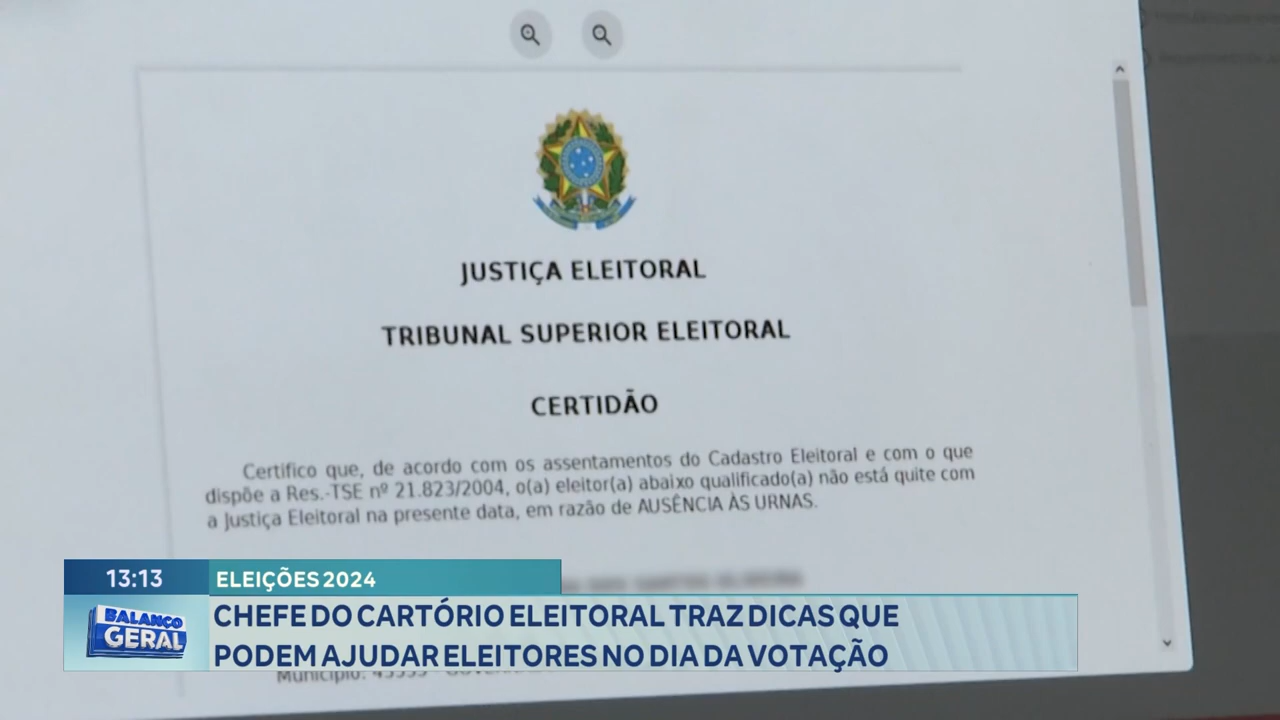 JUSTIÇA ELEITORAL
TRIBUNAL SUPERIOR ELEITORAL
CERTIDÃO
Certifico que, de acordo com os assentamentos do Cadastro Eleitoral e com o que
dispõe a Res.-TSE nº 21.823/2004, o(a) eleitor(a) abaixo qualificado(a) não está quite com
a Justiça Eleitoral na presente data, em razão de AUSÊNCIA ÀS URNAS.
13:13 ELEIÇÕES 2024
BALANÇO
GERAL
CHEFE DO CARTÓRIO ELEITORAL TRAZ DICAS QUE
PODEM AJUDAR ELEITORES NO DIA DA VOTAÇÃO
Município: